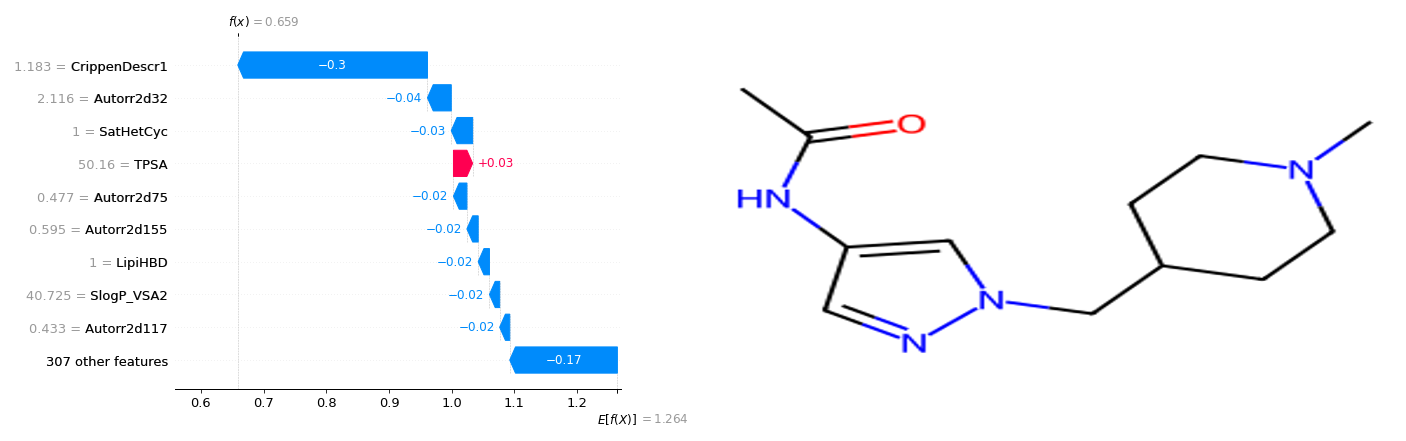 f(x) = 0.659
1.183 = CrippenDescr1
−0.3
2.116 = Autorr2d32
−0.04
1 = SatHetCyc
−0.03
50.16 = TPSA
+0.03
0.477 = Autorr2d75
−0.02
0.595 = Autorr2d155
−0.02
1 = LipiHBD
−0.02
40.725 = SlogP_VSA2
−0.02
0.433 = Autorr2d117
−0.02
307 other features
−0.17
0.6 0.7 0.8 0.9 1.0 1.1 1.2
E[f(X)] = 1.264
O
HN
N
N
N